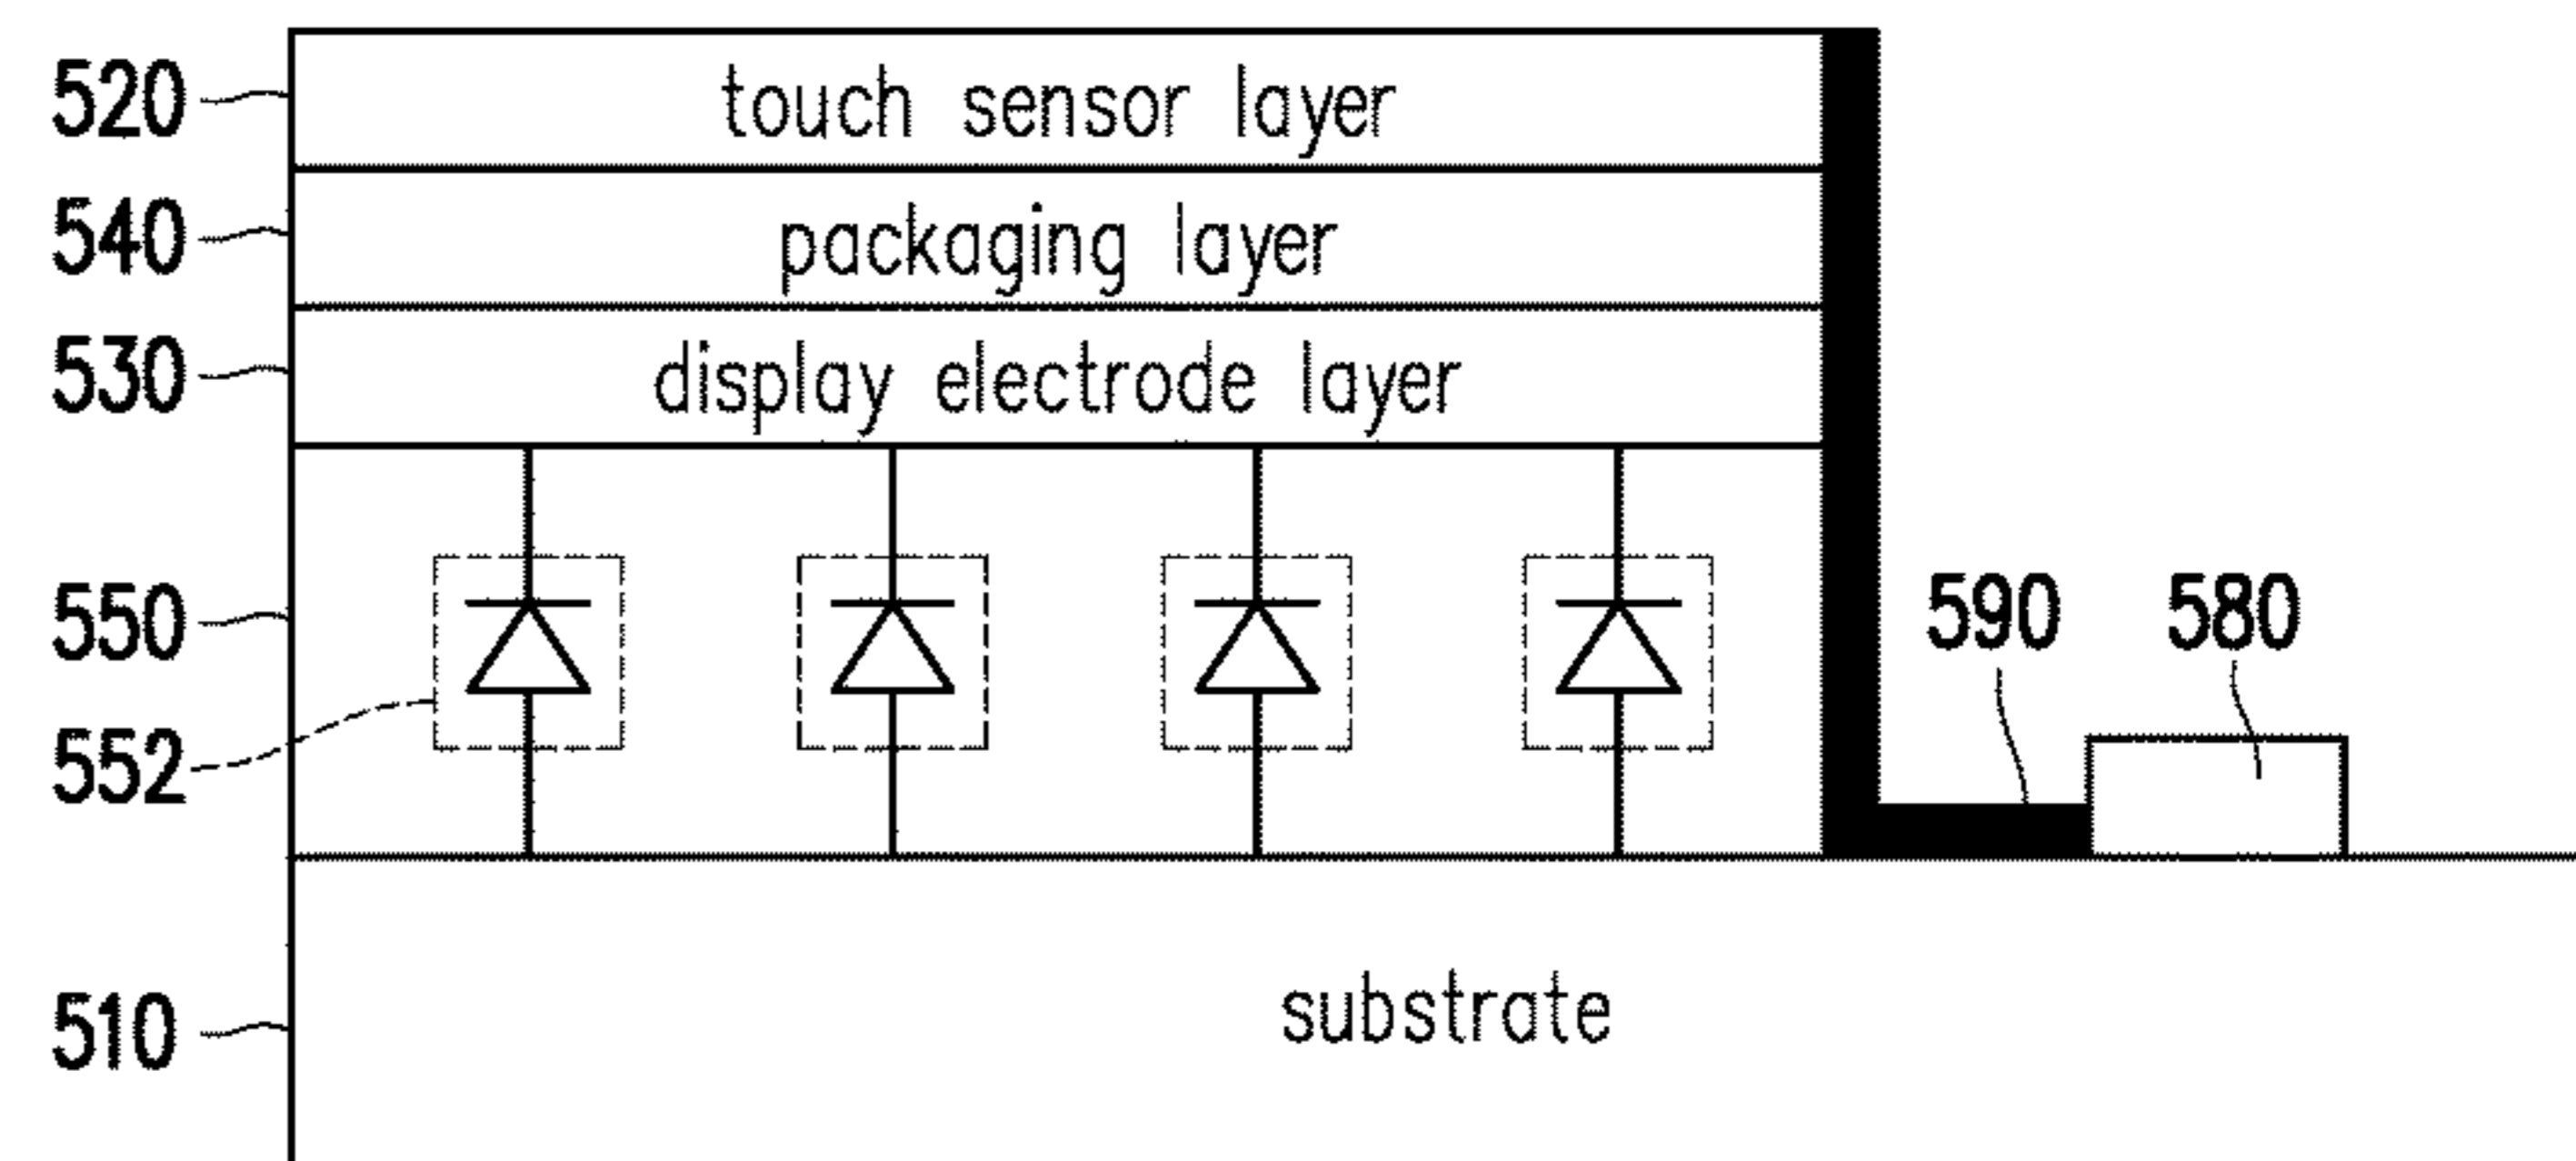 520 touch sensor layer
540 packaging layer
530 display electrode layer
550
590 580
552
510 substrate